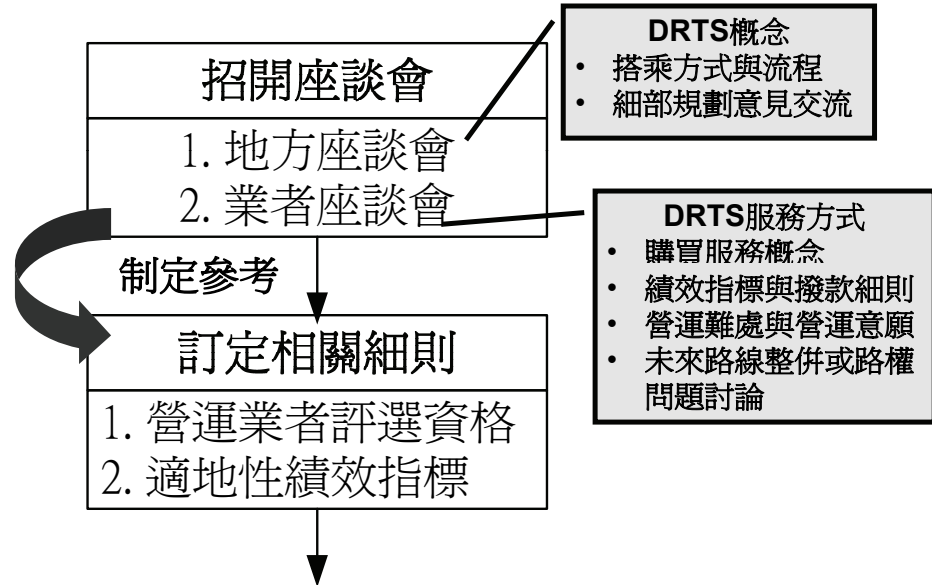 招開座談會
1. 地方座談會
2. 業者座談會
DRTS概念
• 搭乘方式與流程
• 細部規劃意見交流
DRTS服務方式
• 購買服務概念
• 績效指標與撥款細則
• 營運難處與營運意願
• 未來路線整併或路權
問題討論
制定參考
訂定相關細則
1. 營運業者評選資格
2. 適地性績效指標